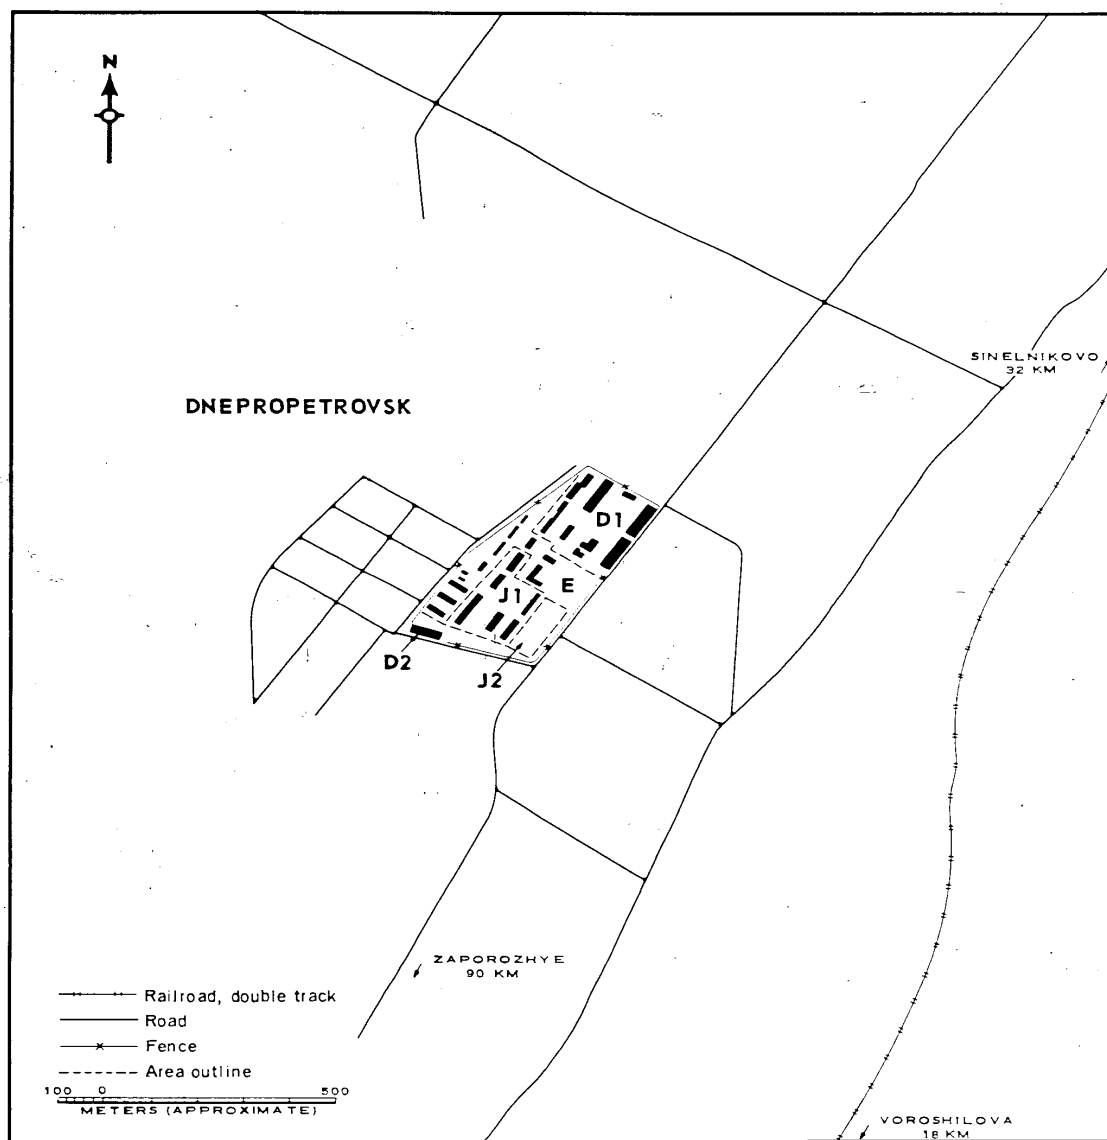 N
SINELNIKOVO
32 KM
DNEPROPETROVSK
D1
E
J1
D2
J2
ZAPOROZHYE
90 KM
Railroad, double track
Road
Fence
Area outline
100 0 500
METERS (APPROXIMATE)
VOROSHILOVA
18 KM